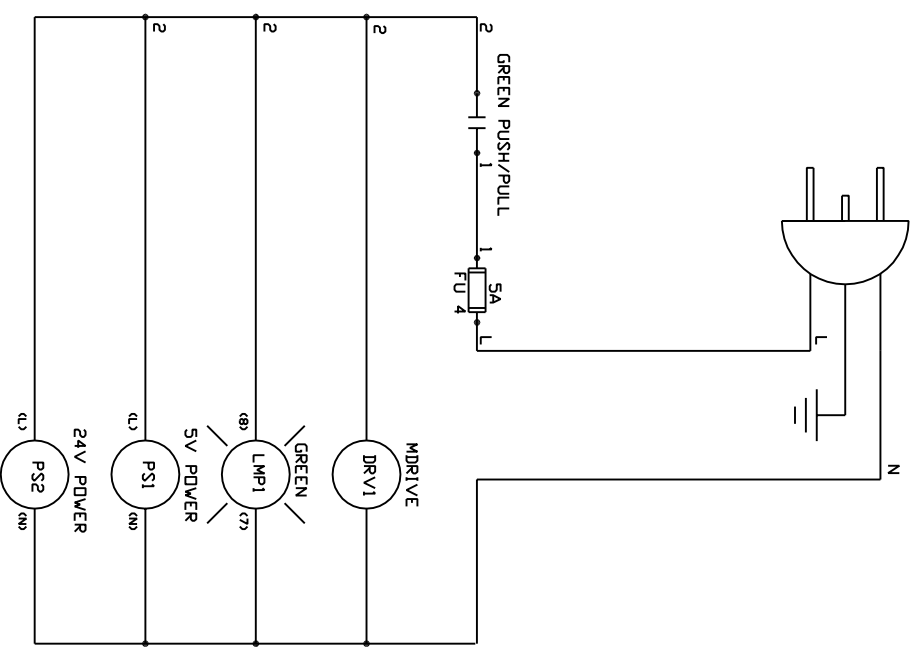 L
N
5A
FU 4
1
1
GREEN PUSH/PULL
2
2
MDRIVE
DRV1
2
GREEN
(8)
LMP1
(7)
2
5V POWER
(L)
PS1
(N)
24V POWER
(L)
PS2
(N)
L